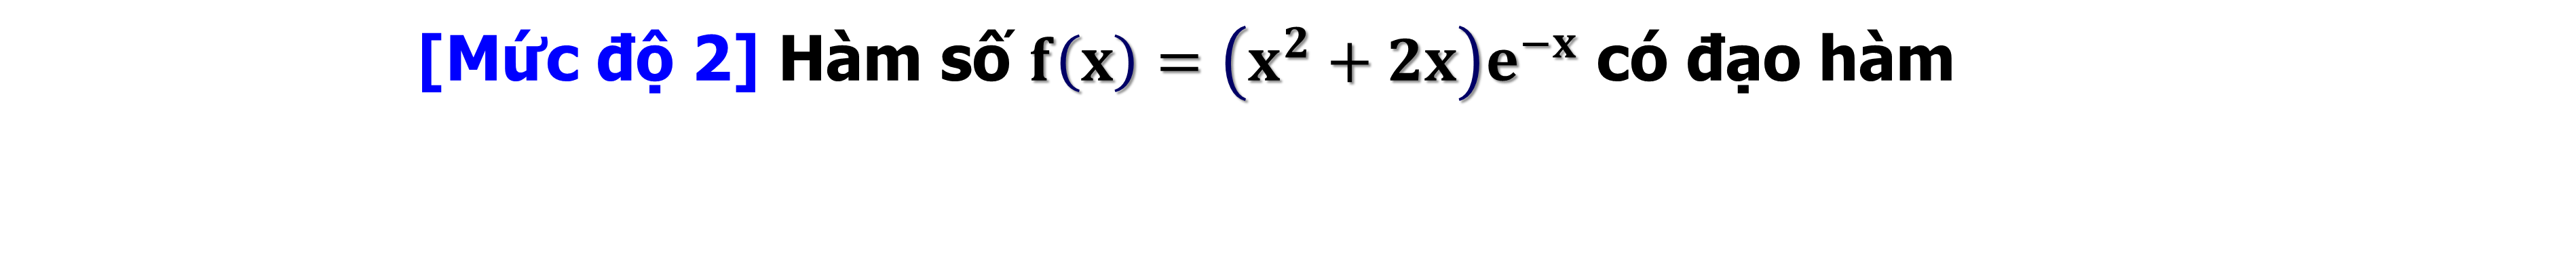 [Mức độ 2] Hàm số f(x) = (x² + 2x)e⁻ˣ có đạo hàm